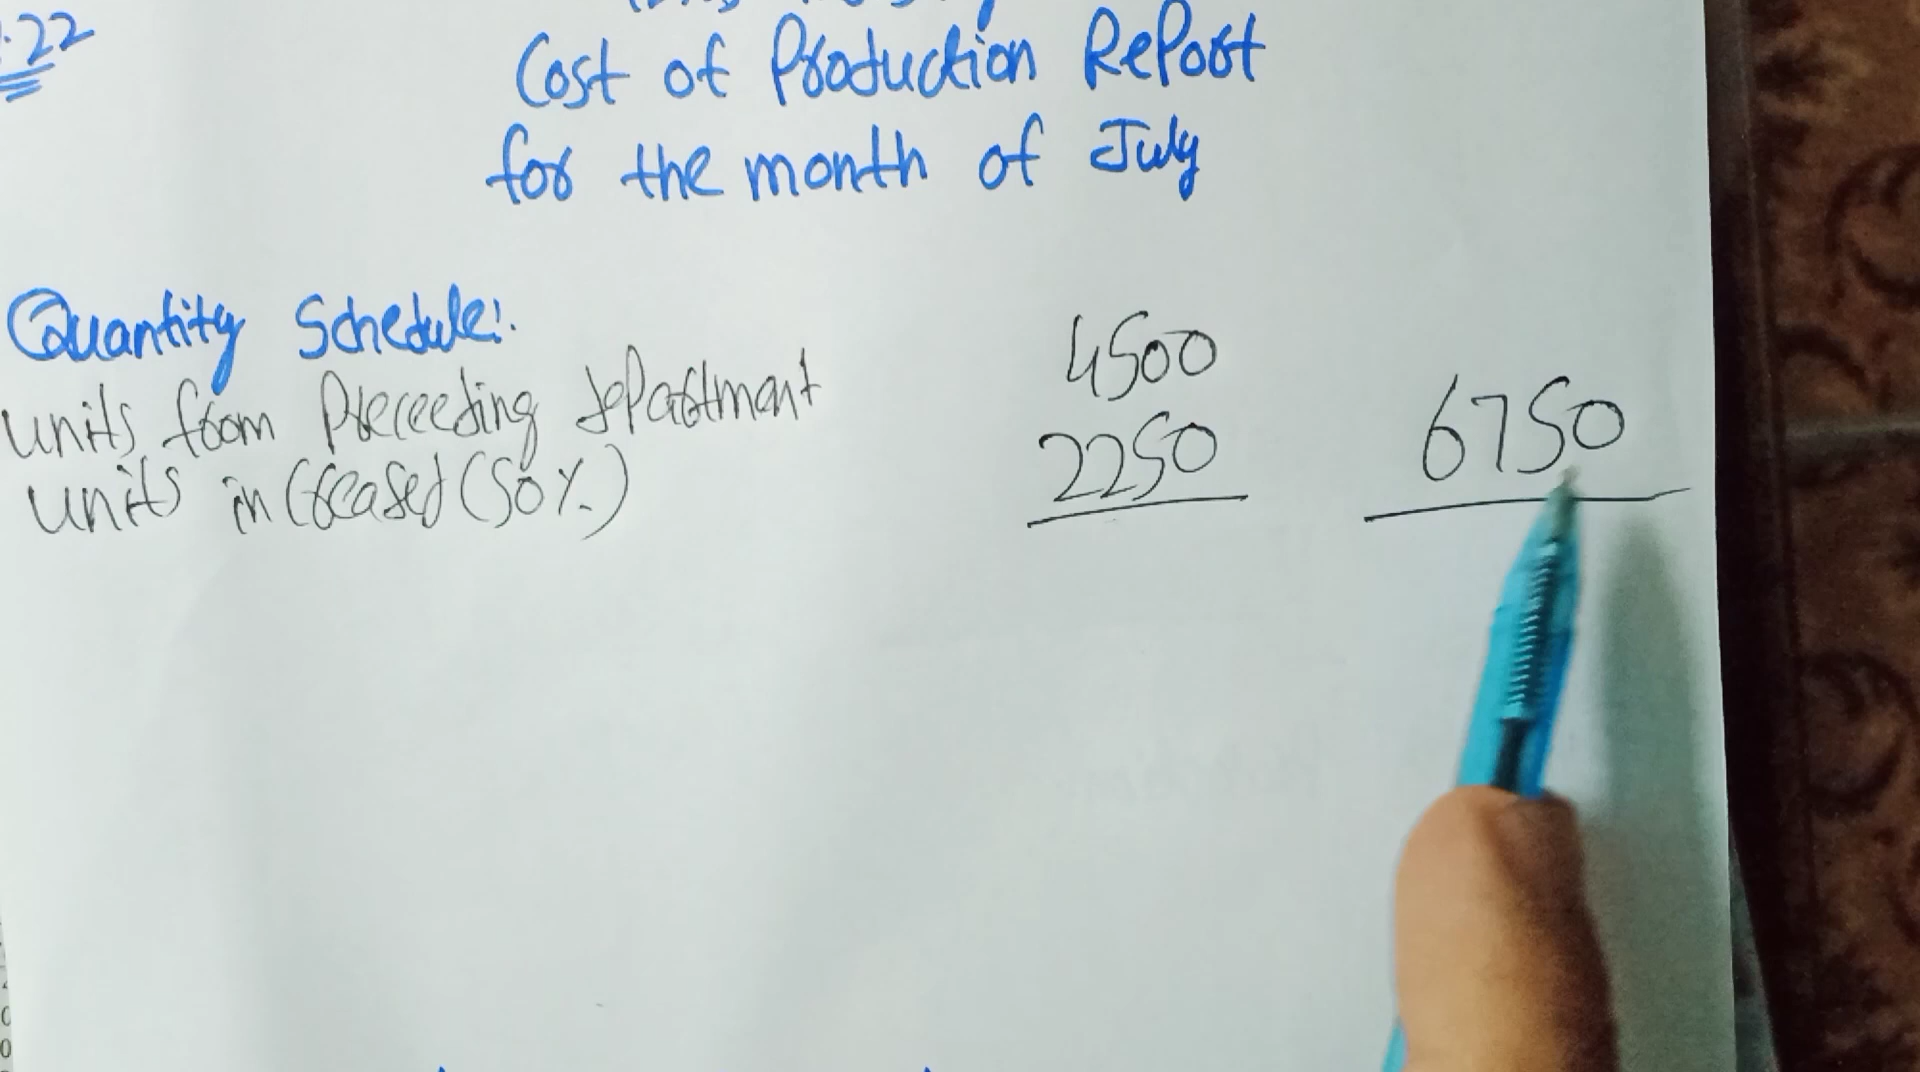 :22
Cost of Production Report
for the month of July
Quantity Schedule:
units from Preceeding department 4500
units increased (50%) 2250 6750